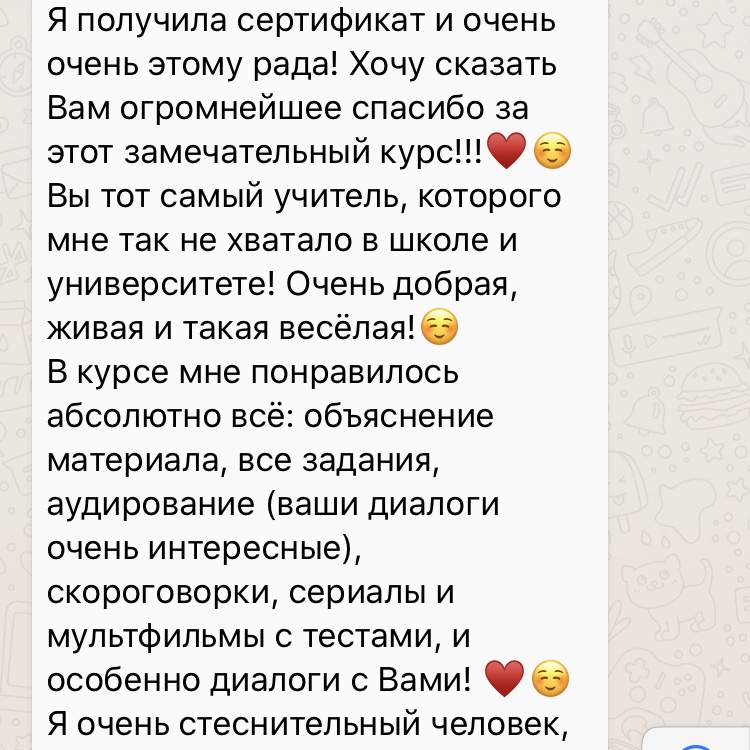 Я получила сертификат и очень
очень этому рада! Хочу сказать
Вам огромнейшее спасибо за
этот замечательный курс!!!♥️☺️
Вы тот самый учитель, которого
мне так не хватало в школе и
университете! Очень добрая,
живая и такая весёлая!☺️
В курсе мне понравилось
абсолютно всё: объяснение
материала, все задания,
аудирование (ваши диалоги
очень интересные),
скороговорки, сериалы и
мультфильмы с тестами, и
особенно диалоги с Вами! ♥️☺️
Я очень стеснительный человек,